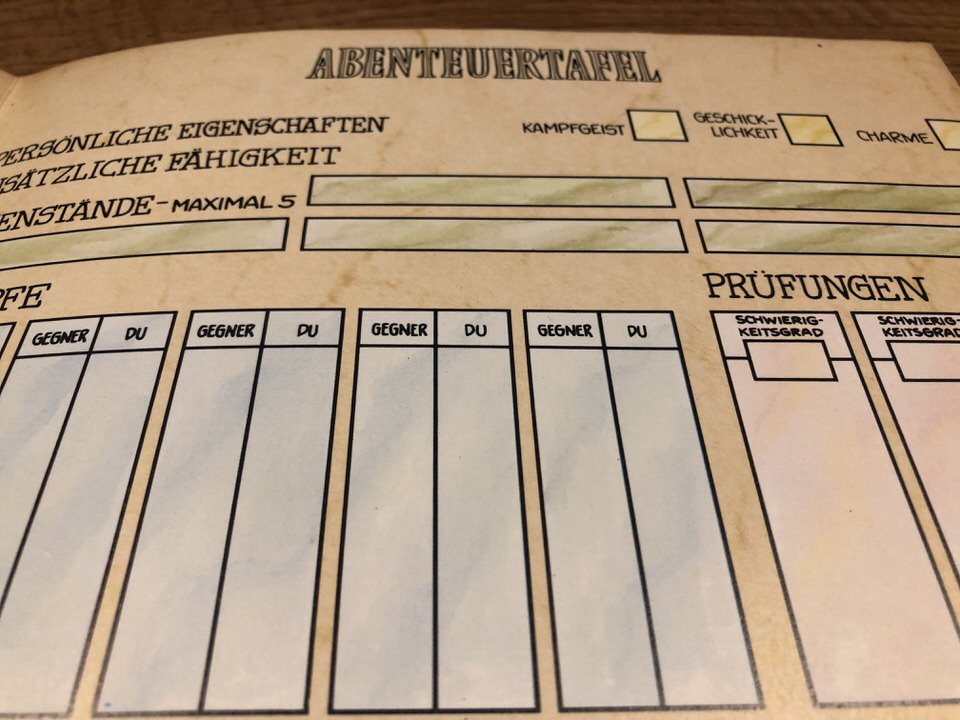 ABENTEUERTAFEL
PERSÖNLICHE EIGENSCHAFTEN
KAMPFGEIST
GESCHICK-
LICHKEIT
CHARME
SÄTZLICHE FÄHIGKEIT
ENSTÄNDE - MAXIMAL 5
PFE
PRÜFUNGEN
GEGNER DU GEGNER DU GEGNER DU GEGNER DU
SCHWIERIG-
KEITSGRAD
SCHWIERIG-
KEITSGRAD